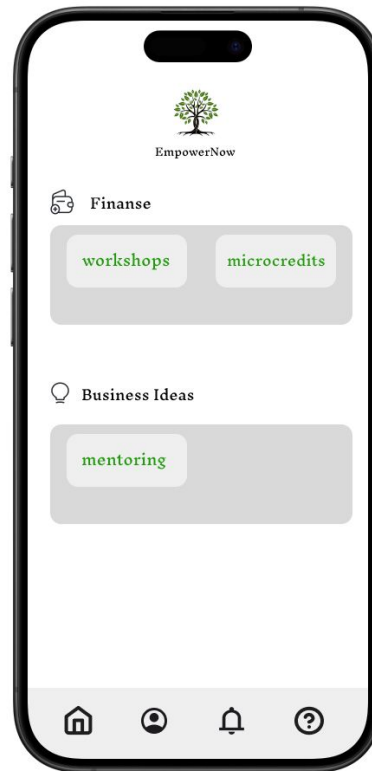 EmpowerNow
Finanse
workshops microcredits
Business Ideas
mentoring